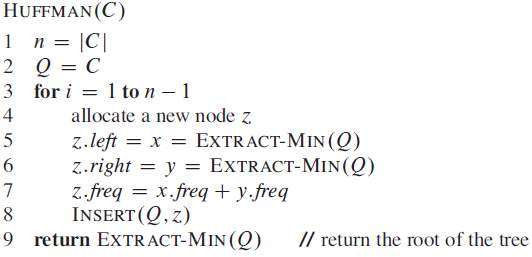 HUFFMAN(C)
1 n = |C|
2 Q = C
3 for i = 1 to n − 1
4 allocate a new node z
5 z.left = x = EXTRACT-MIN(Q)
6 z.right = y = EXTRACT-MIN(Q)
7 z.freq = x.freq + y.freq
8 INSERT(Q, z)
9 return EXTRACT-MIN(Q) // return the root of the tree